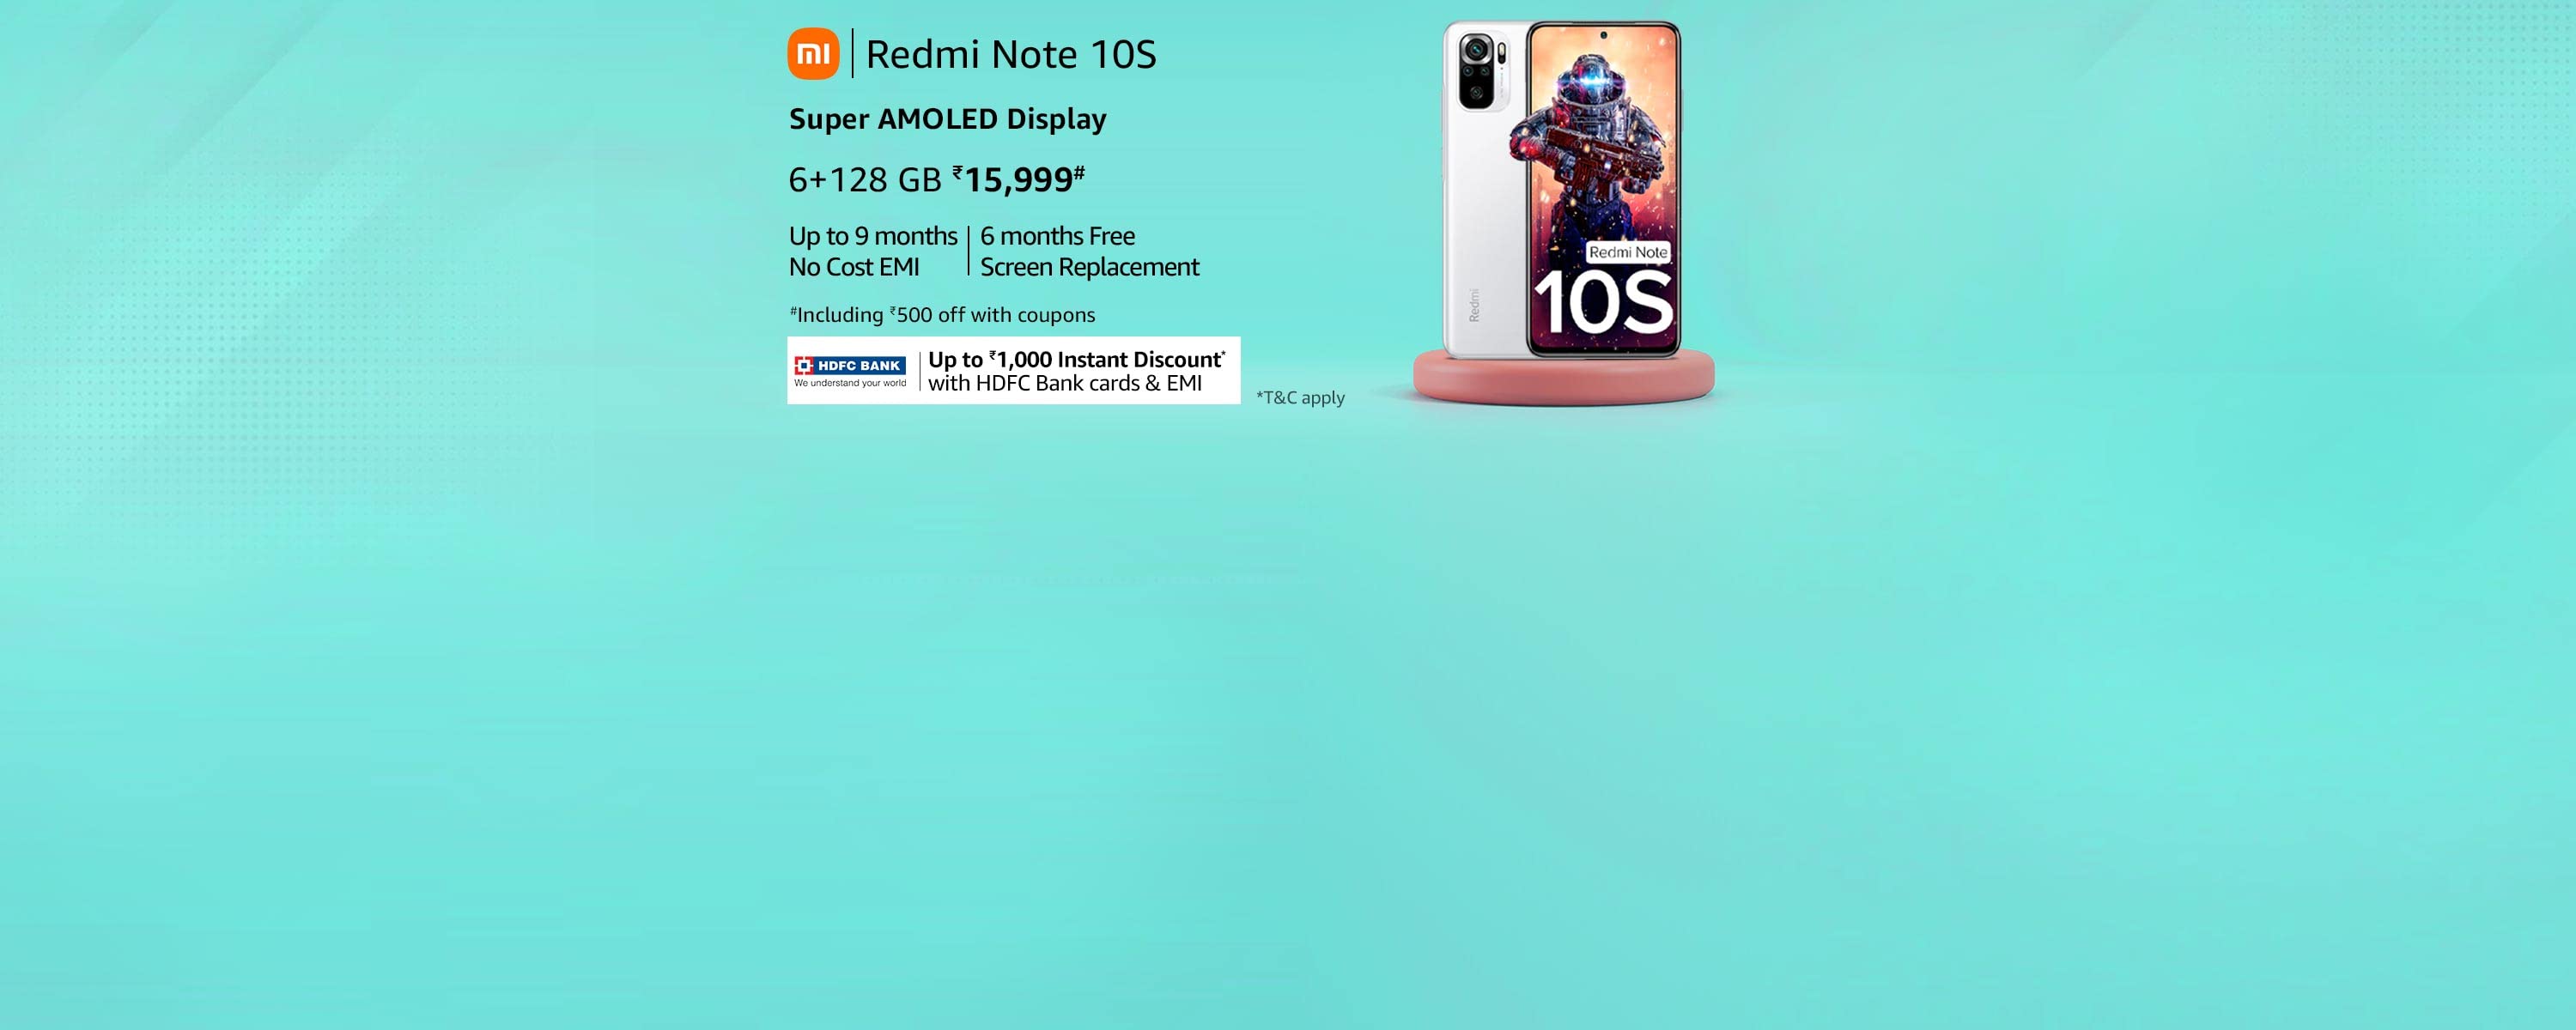 mi | Redmi Note 10S
Super AMOLED Display
6+128 GB ₹15,999#
Up to 9 months
No Cost EMI
6 months Free
Screen Replacement
#Including ₹500 off with coupons
HDFC BANK
We understand your world
Up to ₹1,000 Instant Discount*
with HDFC Bank cards & EMI
*T&C apply
Redmi
Redmi Note
10S